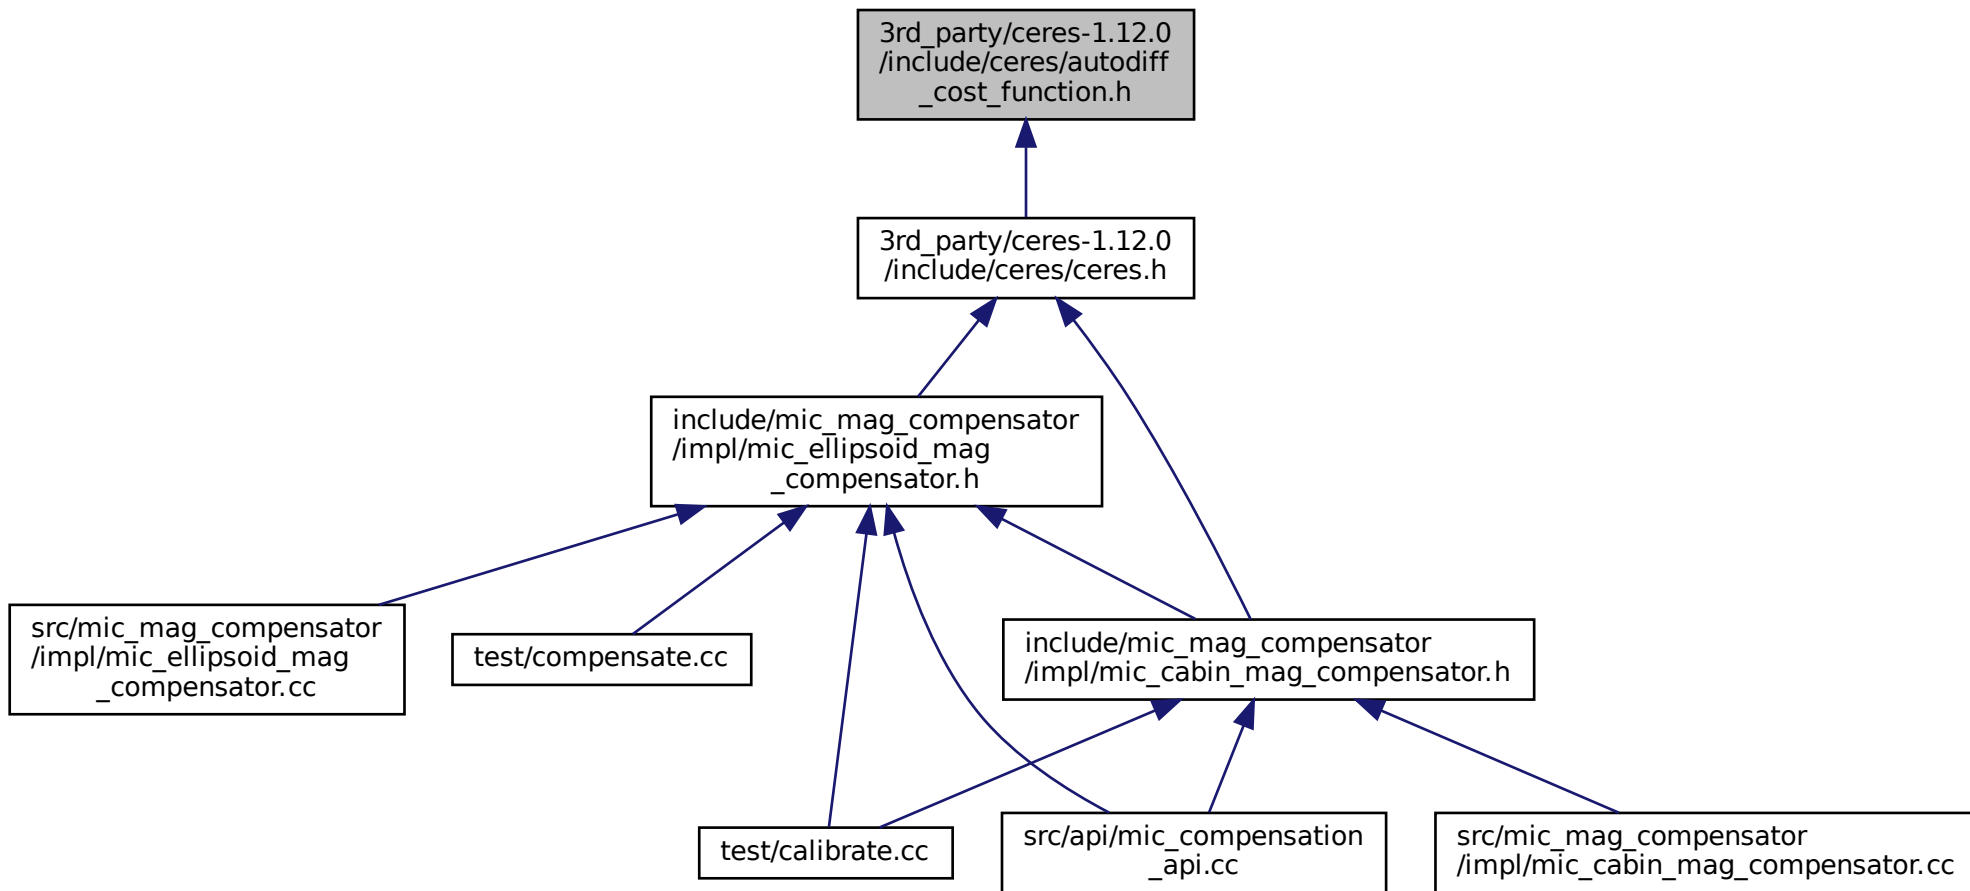 3rd_party/ceres-1.12.0
/include/ceres/autodiff
_cost_function.h
3rd_party/ceres-1.12.0
/include/ceres/ceres.h
include/mic_mag_compensator
/impl/mic_ellipsoid_mag
_compensator.h
src/mic_mag_compensator
/impl/mic_ellipsoid_mag
_compensator.cc
test/compensate.cc
include/mic_mag_compensator
/impl/mic_cabin_mag_compensator.h
test/calibrate.cc
src/api/mic_compensation
_api.cc
src/mic_mag_compensator
/impl/mic_cabin_mag_compensator.cc